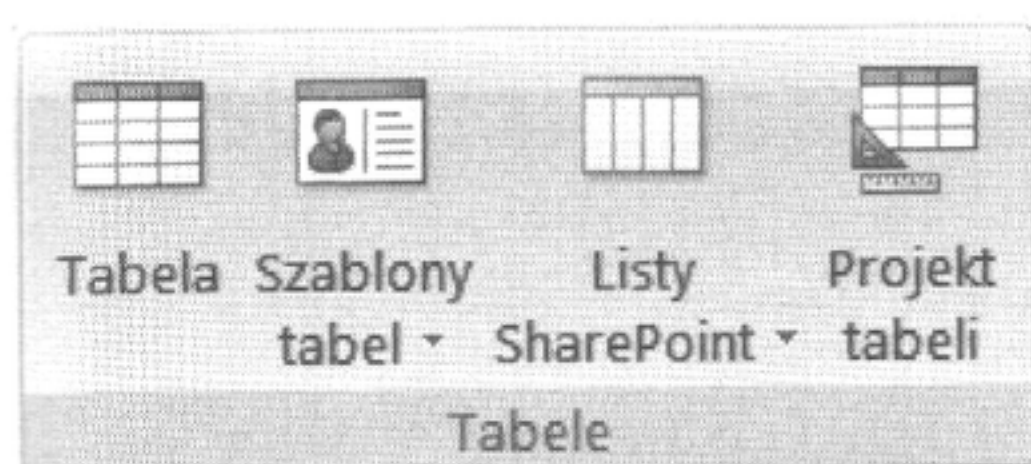 Tabela
Szablony tabel
Listy SharePoint
Projekt tabeli
Tabele